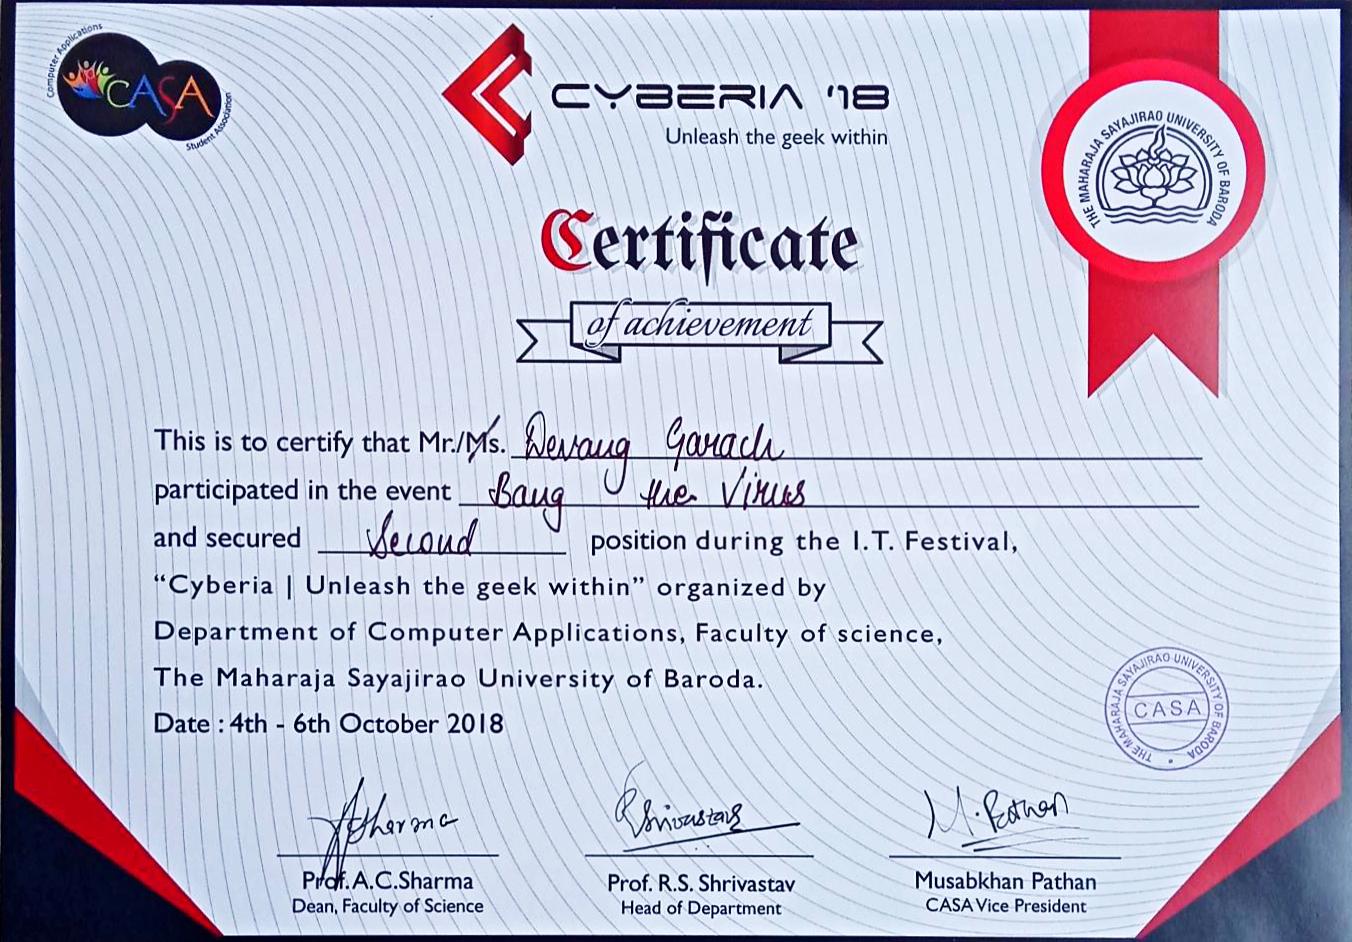 Computer Applications
CASA
Student Association
CYBERIA '18
Unleash the geek within
THE MAHARAJA SAYAJIRAO UNIVERSITY OF BARODA
Certificate
of achievement
This is to certify that Mr./Ms. Devang Garach
participated in the event Bang the Virus
and secured Second position during the I.T. Festival,
“Cyberia | Unleash the geek within” organized by
Department of Computer Applications, Faculty of science,
The Maharaja Sayajirao University of Baroda.
Date : 4th - 6th October 2018
THE MAHARAJA SAYAJIRAO UNIVERSITY OF BARODA
CASA
Sharma
RShrivastav
M. Pathan
Prof. A.C.Sharma
Prof. R.S. Shrivastav
Musabkhan Pathan
Dean, Faculty of Science
Head of Department
CASA Vice President